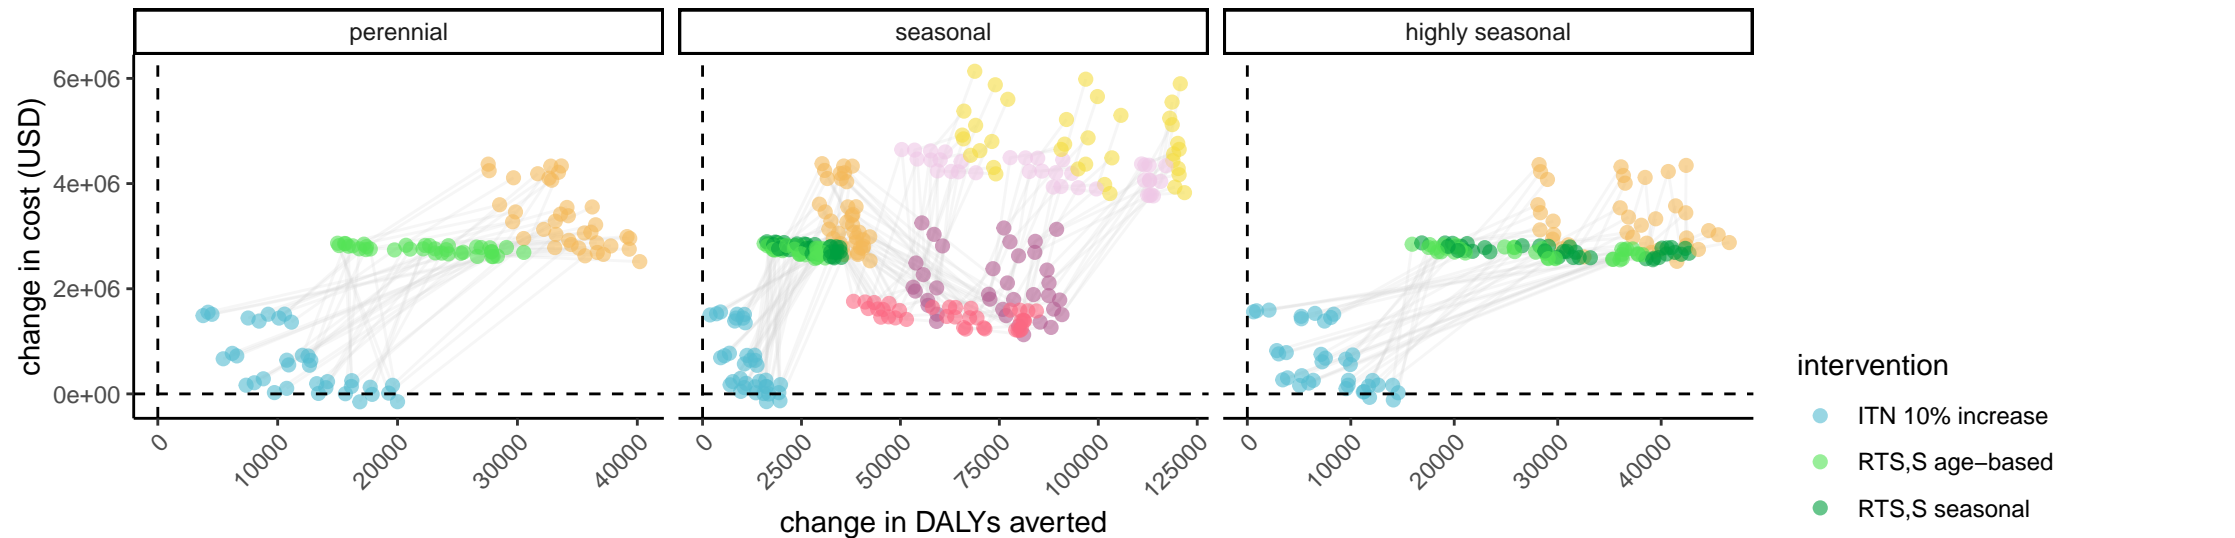 perennial
seasonal
highly seasonal
change in cost (USD)
6e+06
4e+06
2e+06
0e+00
0
10000
20000
30000
40000
0
25000
50000
75000
100000
125000
0
10000
20000
30000
40000
change in DALYs averted
intervention
ITN 10% increase
RTS,S age−based
RTS,S seasonal